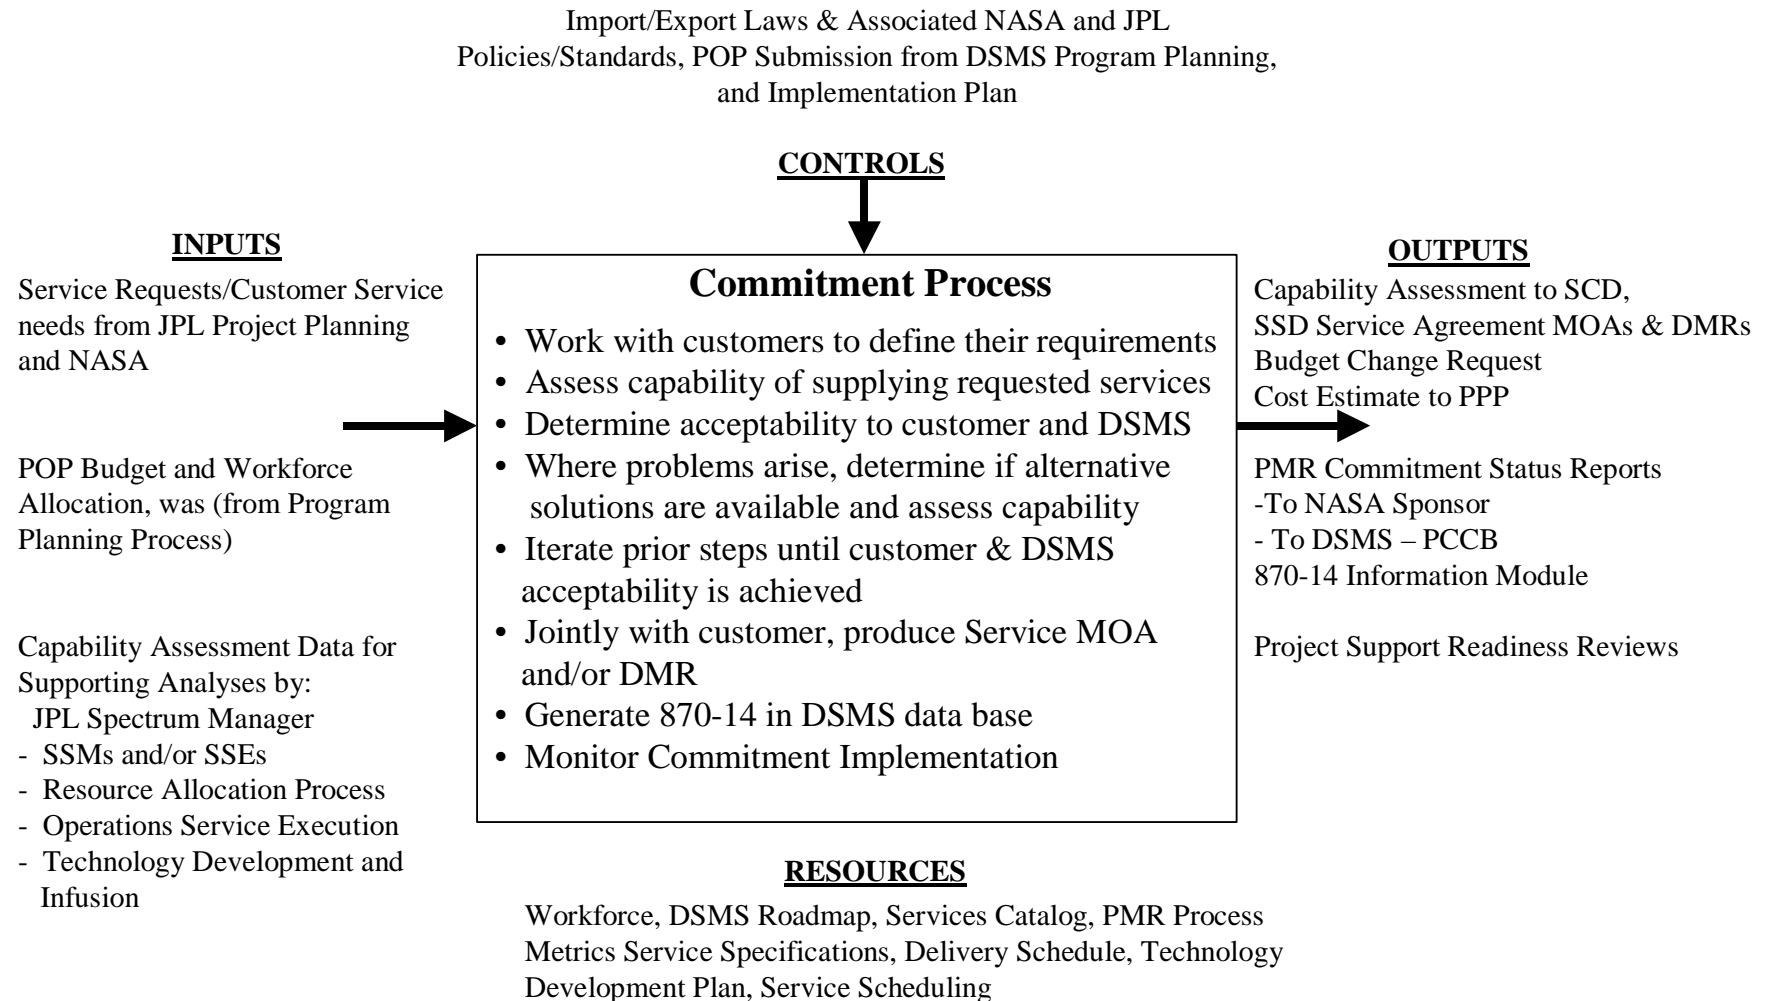 Import/Export Laws & Associated NASA and JPL
Policies/Standards, POP Submission from DSMS Program Planning,
and Implementation Plan
CONTROLS
INPUTS
Service Requests/Customer Service
needs from JPL Project Planning
and NASA
POP Budget and Workforce
Allocation, was (from Program
Planning Process)
Capability Assessment Data for
Supporting Analyses by:
JPL Spectrum Manager
- SSMs and/or SSEs
- Resource Allocation Process
- Operations Service Execution
- Technology Development and
Infusion
Commitment Process
• Work with customers to define their requirements
• Assess capability of supplying requested services
• Determine acceptability to customer and DSMS
• Where problems arise, determine if alternative
solutions are available and assess capability
• Iterate prior steps until customer & DSMS
acceptability is achieved
• Jointly with customer, produce Service MOA
and/or DMR
• Generate 870-14 in DSMS data base
• Monitor Commitment Implementation
OUTPUTS
Capability Assessment to SCD,
SSD Service Agreement MOAs & DMRs
Budget Change Request
Cost Estimate to PPP
PMR Commitment Status Reports
-To NASA Sponsor
- To DSMS – PCCB
870-14 Information Module
Project Support Readiness Reviews
RESOURCES
Workforce, DSMS Roadmap, Services Catalog, PMR Process
Metrics Service Specifications, Delivery Schedule, Technology
Development Plan, Service Scheduling